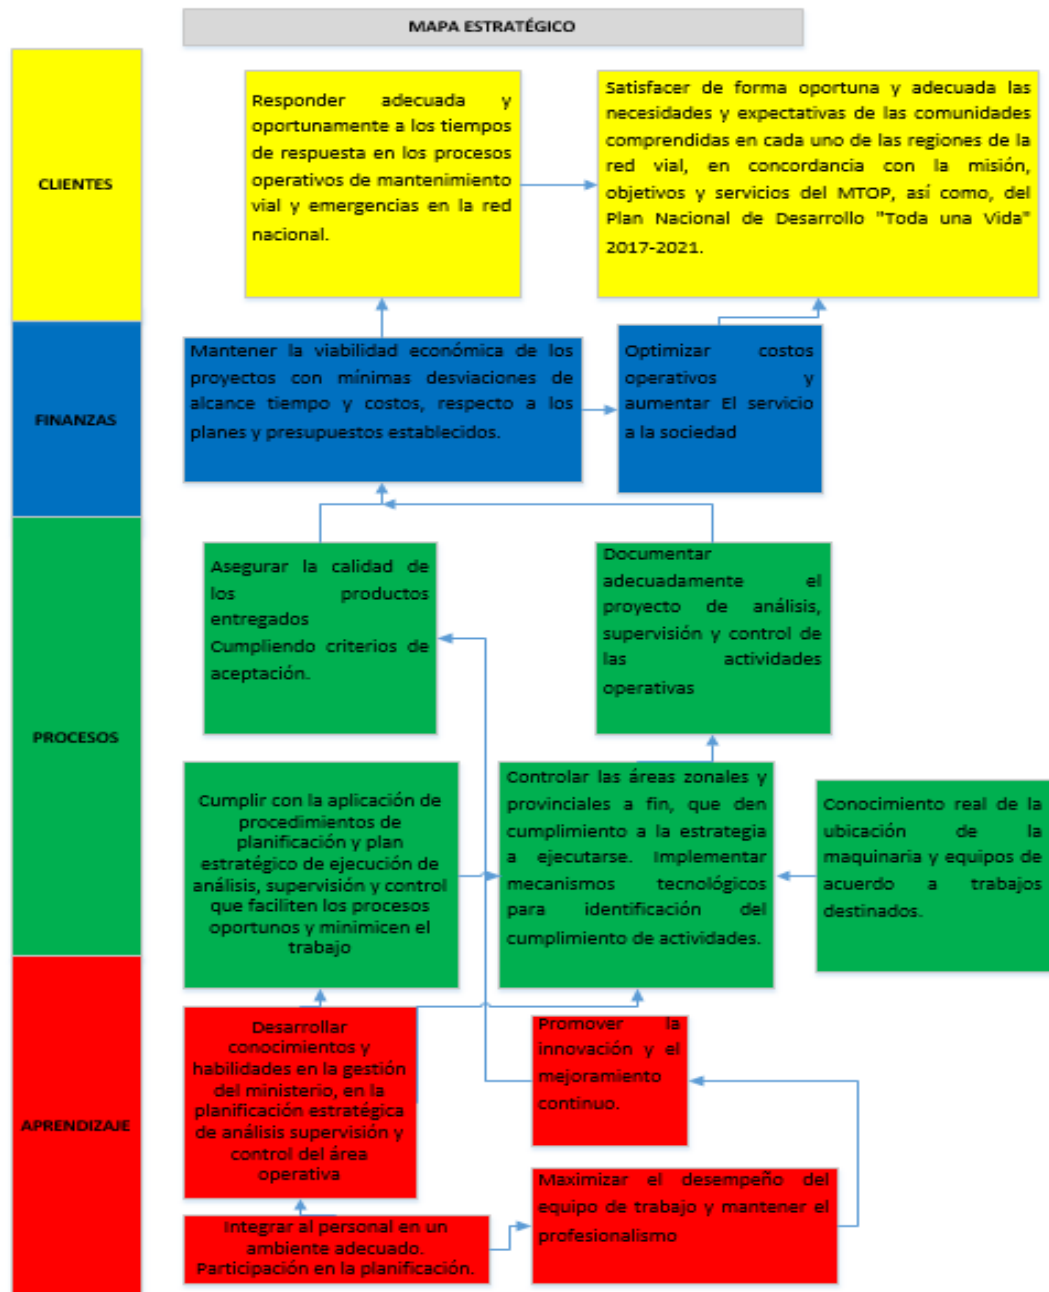 MAPA ESTRATÉGICO
CLIENTES
Responder adecuada y
oportunamente a los tiempos
de respuesta en los procesos
operativos de mantenimiento
vial y emergencias en la red
nacional.
Satisfacer de forma oportuna y adecuada las
necesidades y expectativas de las comunidades
comprendidas en cada uno de las regiones de la
red vial, en concordancia con la misión,
objetivos y servicios del MTOP, así como, del
Plan Nacional de Desarrollo "Toda una Vida"
2017-2021.
FINANZAS
Mantener la viabilidad económica de los
proyectos con mínimas desviaciones de
alcance tiempo y costos, respecto a los
planes y presupuestos establecidos.
Optimizar costos
operativos y
aumentar El servicio
a la sociedad
PROCESOS
Asegurar la calidad de
los productos
entregados
Cumpliendo criterios de
aceptación.
Documentar
adecuadamente el
proyecto de análisis,
supervisión y control de
las actividades
operativas
Cumplir con la aplicación de
procedimientos de
planificación y plan
estratégico de ejecución de
análisis, supervisión y control
que faciliten los procesos
oportunos y minimicen el
trabajo
Controlar las áreas zonales y
provinciales a fin, que den
cumplimiento a la estrategia
a ejecutarse. Implementar
mecanismos tecnológicos
para identificación del
cumplimiento de actividades.
Conocimiento real de la
ubicación de la
maquinaria y equipos de
acuerdo a trabajos
destinados.
APRENDIZAJE
Desarrollar
conocimientos y
habilidades en la gestión
del ministerio, en la
planificación estratégica
de análisis supervisión y
control del área
operativa
Promover la
innovación y el
mejoramiento
continuo.
Integrar al personal en un
ambiente adecuado.
Participación en la planificación.
Maximizar el desempeño del
equipo de trabajo y mantener el
profesionalismo